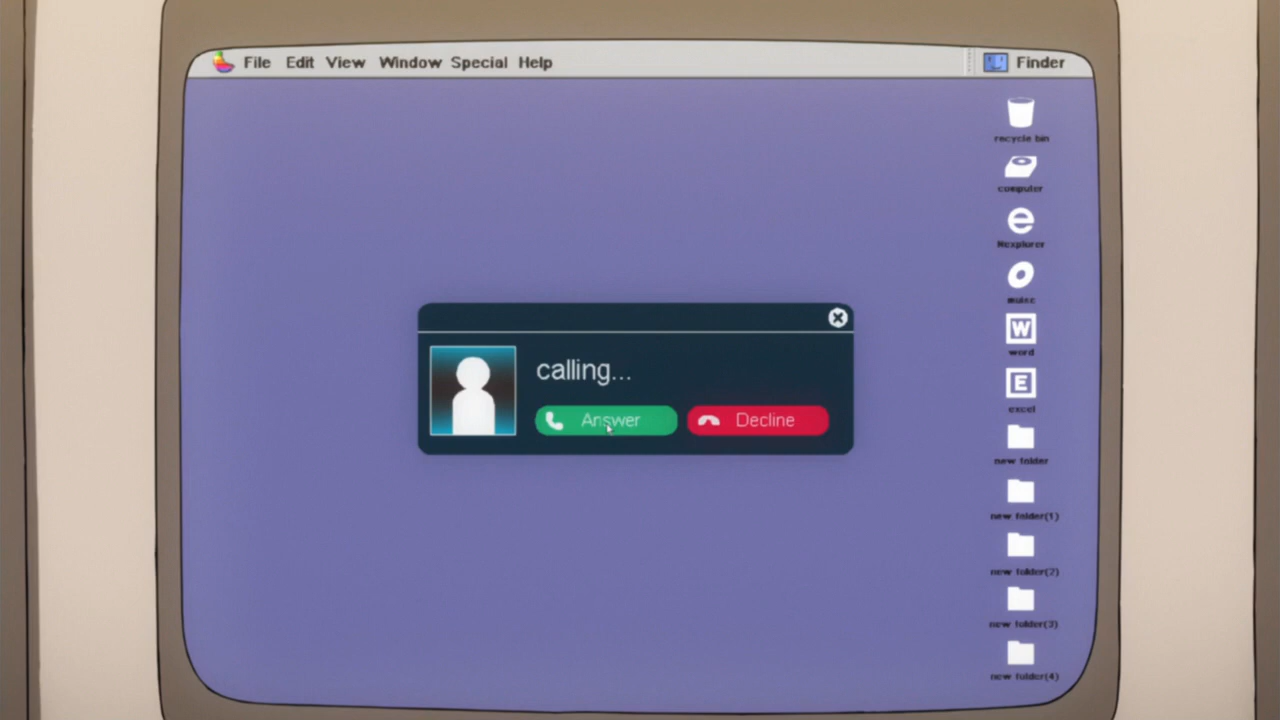 File Edit View Window Special Help Finder
recycle bin
computer
Nexplorer
muisc
word
excel
new folder
new folder(1)
new folder(2)
new folder(3)
new folder(4)
calling...
Answer Decline